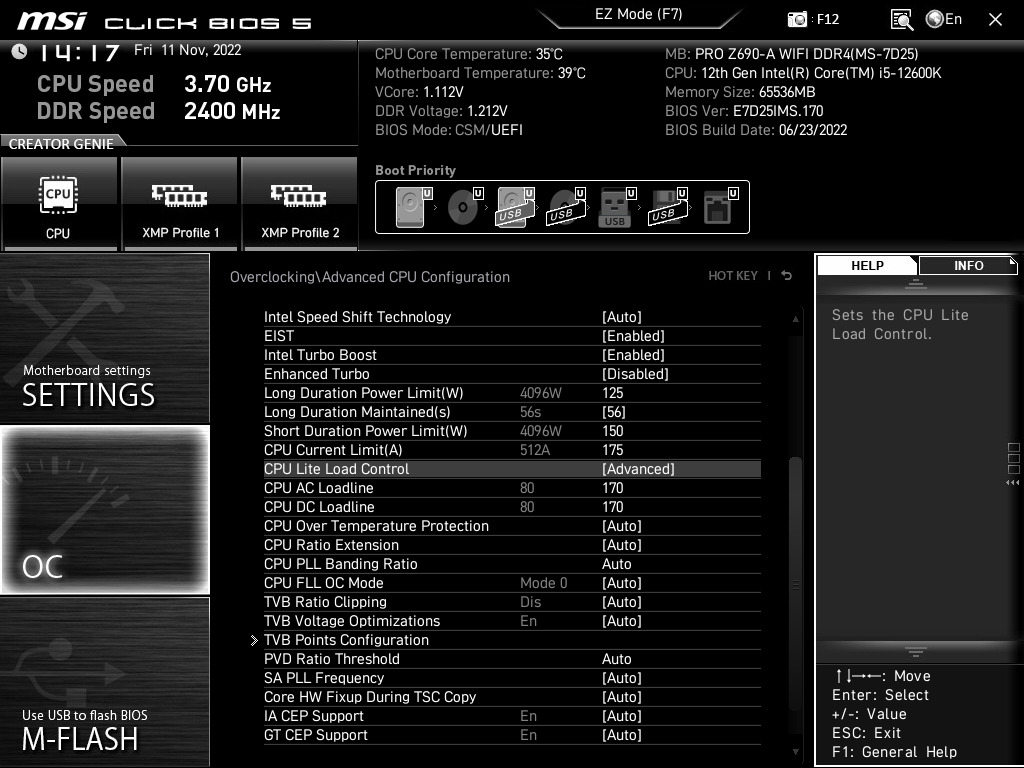 msi CLICK BIOS 5
EZ Mode (F7)
: F12
En
14:17 Fri 11 Nov, 2022
CPU Speed 3.70 GHz
DDR Speed 2400 MHz
CPU Core Temperature: 35℃
Motherboard Temperature: 39℃
VCore: 1.112V
DDR Voltage: 1.212V
BIOS Mode: CSM/UEFI
MB: PRO Z690-A WIFI DDR4(MS-7D25)
CPU: 12th Gen Intel(R) Core(TM) i5-12600K
Memory Size: 65536MB
BIOS Ver: E7D25IMS.170
BIOS Build Date: 06/23/2022
CREATOR GENIE
CPU
CPU
XMP Profile 1
XMP Profile 2
Boot Priority
U U U U U U U
USB USB USB USB
Motherboard settings
SETTINGS
OC
Use USB to flash BIOS
M-FLASH
Overclocking\Advanced CPU Configuration
HOT KEY |
Intel Speed Shift Technology [Auto]
EIST [Enabled]
Intel Turbo Boost [Enabled]
Enhanced Turbo [Disabled]
Long Duration Power Limit(W) 4096W 125
Long Duration Maintained(s) 56s [56]
Short Duration Power Limit(W) 4096W 150
CPU Current Limit(A) 512A 175
CPU Lite Load Control [Advanced]
CPU AC Loadline 80 170
CPU DC Loadline 80 170
CPU Over Temperature Protection [Auto]
CPU Ratio Extension [Auto]
CPU PLL Banding Ratio Auto
CPU FLL OC Mode Mode 0 [Auto]
TVB Ratio Clipping Dis [Auto]
TVB Voltage Optimizations En [Auto]
TVB Points Configuration
PVD Ratio Threshold Auto
SA PLL Frequency [Auto]
Core HW Fixup During TSC Copy [Auto]
IA CEP Support En [Auto]
GT CEP Support En [Auto]
HELP
INFO
Sets the CPU Lite
Load Control.
↑↓→←: Move
Enter: Select
+/-: Value
ESC: Exit
F1: General Help